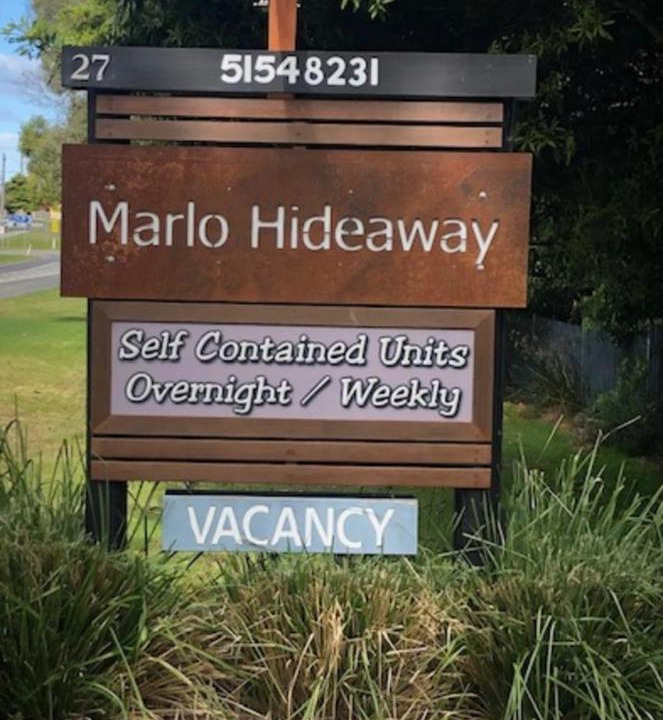 27 51548231
Marlo Hideaway
Self Contained Units
Overnight / Weekly
VACANCY